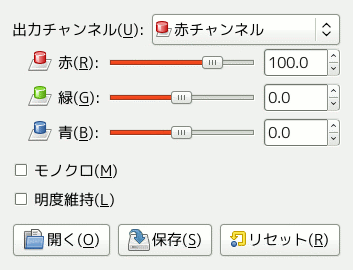 出力チャンネル(U): 赤チャンネル
赤(R): 100.0
緑(G): 0.0
青(B): 0.0
モノクロ(M)
明度維持(L)
開く(O) 保存(S) リセット(R)